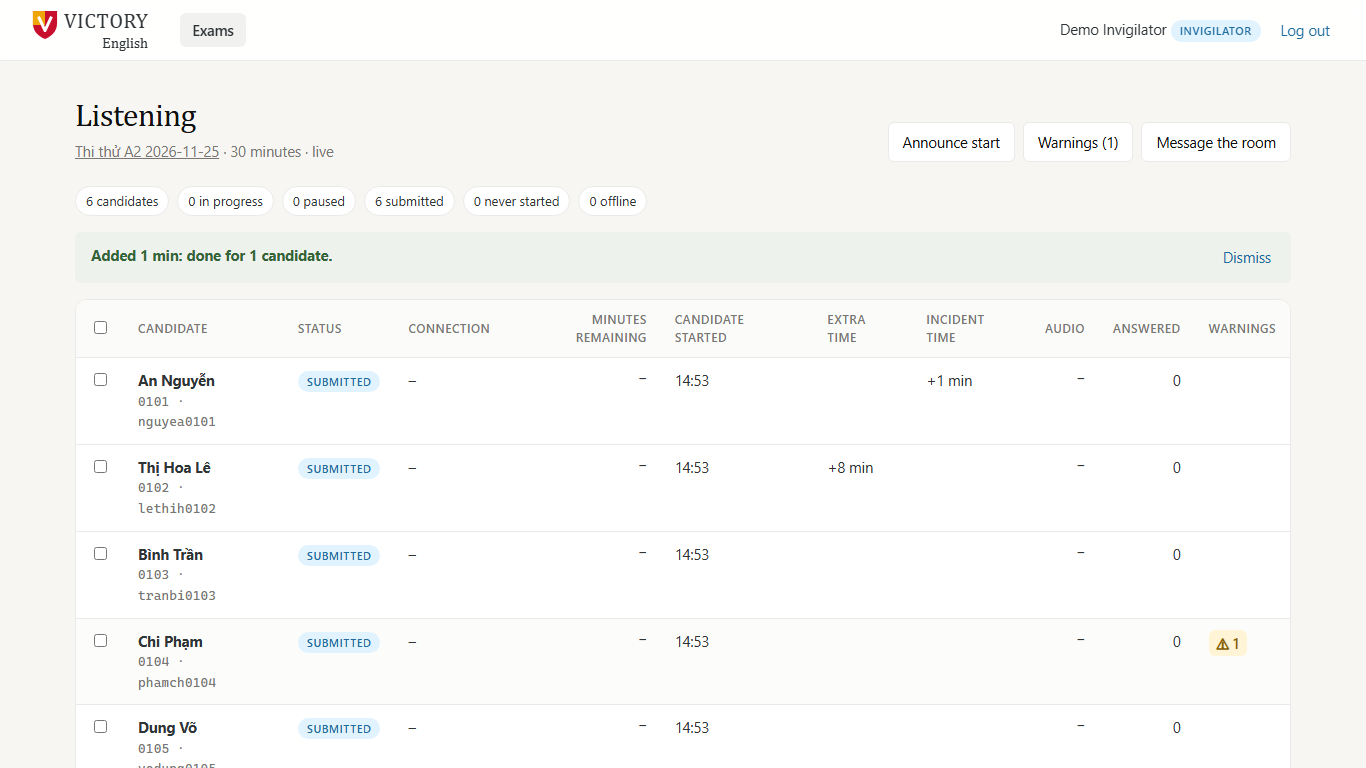 VICTORY
English
Exams
Demo Invigilator INVIGILATOR Log out
Listening
Thi thử A2 2026-11-25 · 30 minutes · live
Announce start
Warnings (1)
Message the room
6 candidates
0 in progress
0 paused
6 submitted
0 never started
0 offline
Added 1 min: done for 1 candidate.
Dismiss
CANDIDATE STATUS CONNECTION MINUTES REMAINING CANDIDATE STARTED EXTRA TIME INCIDENT TIME AUDIO ANSWERED WARNINGS
An Nguyễn SUBMITTED – – 14:53 +1 min – 0
0101 ·
nguyea0101
Thị Hoa Lê SUBMITTED – – 14:53 +8 min – 0
0102 ·
lethih0102
Bình Trần SUBMITTED – – 14:53 – 0
0103 ·
tranbi0103
Chi Phạm SUBMITTED – – 14:53 – 0 ⚠ 1
0104 ·
phamch0104
Dung Võ SUBMITTED – – 14:53 – 0
0105 ·